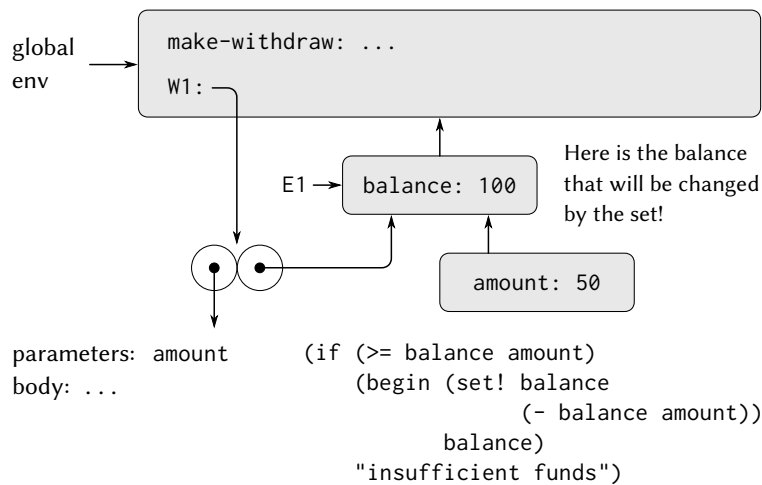 global
env
make-withdraw: ...
W1:
E1
balance: 100
Here is the balance
that will be changed
by the set!
amount: 50
parameters: amount
body: ...
(if (>= balance amount)
(begin (set! balance
(- balance amount))
balance)
"insufficient funds")